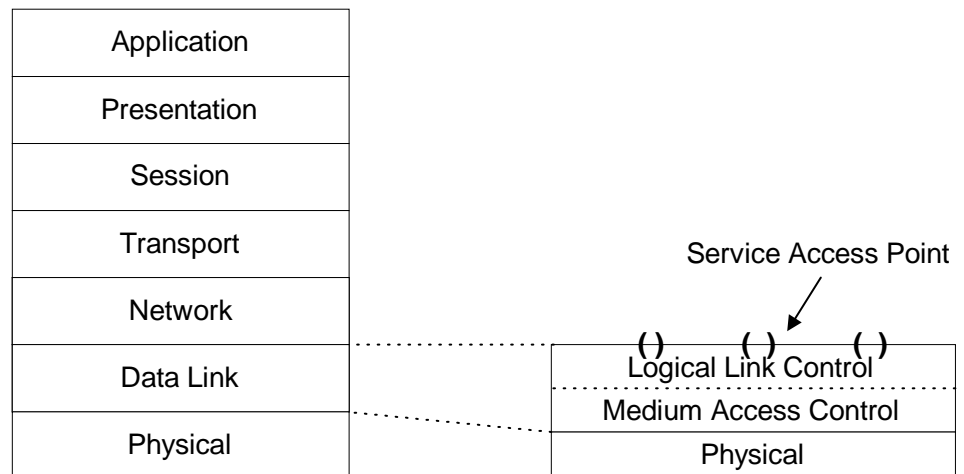 Application
Presentation
Session
Transport
Network
Data Link
Physical
Service Access Point
( ) ( ) ( )
Logical Link Control
Medium Access Control
Physical